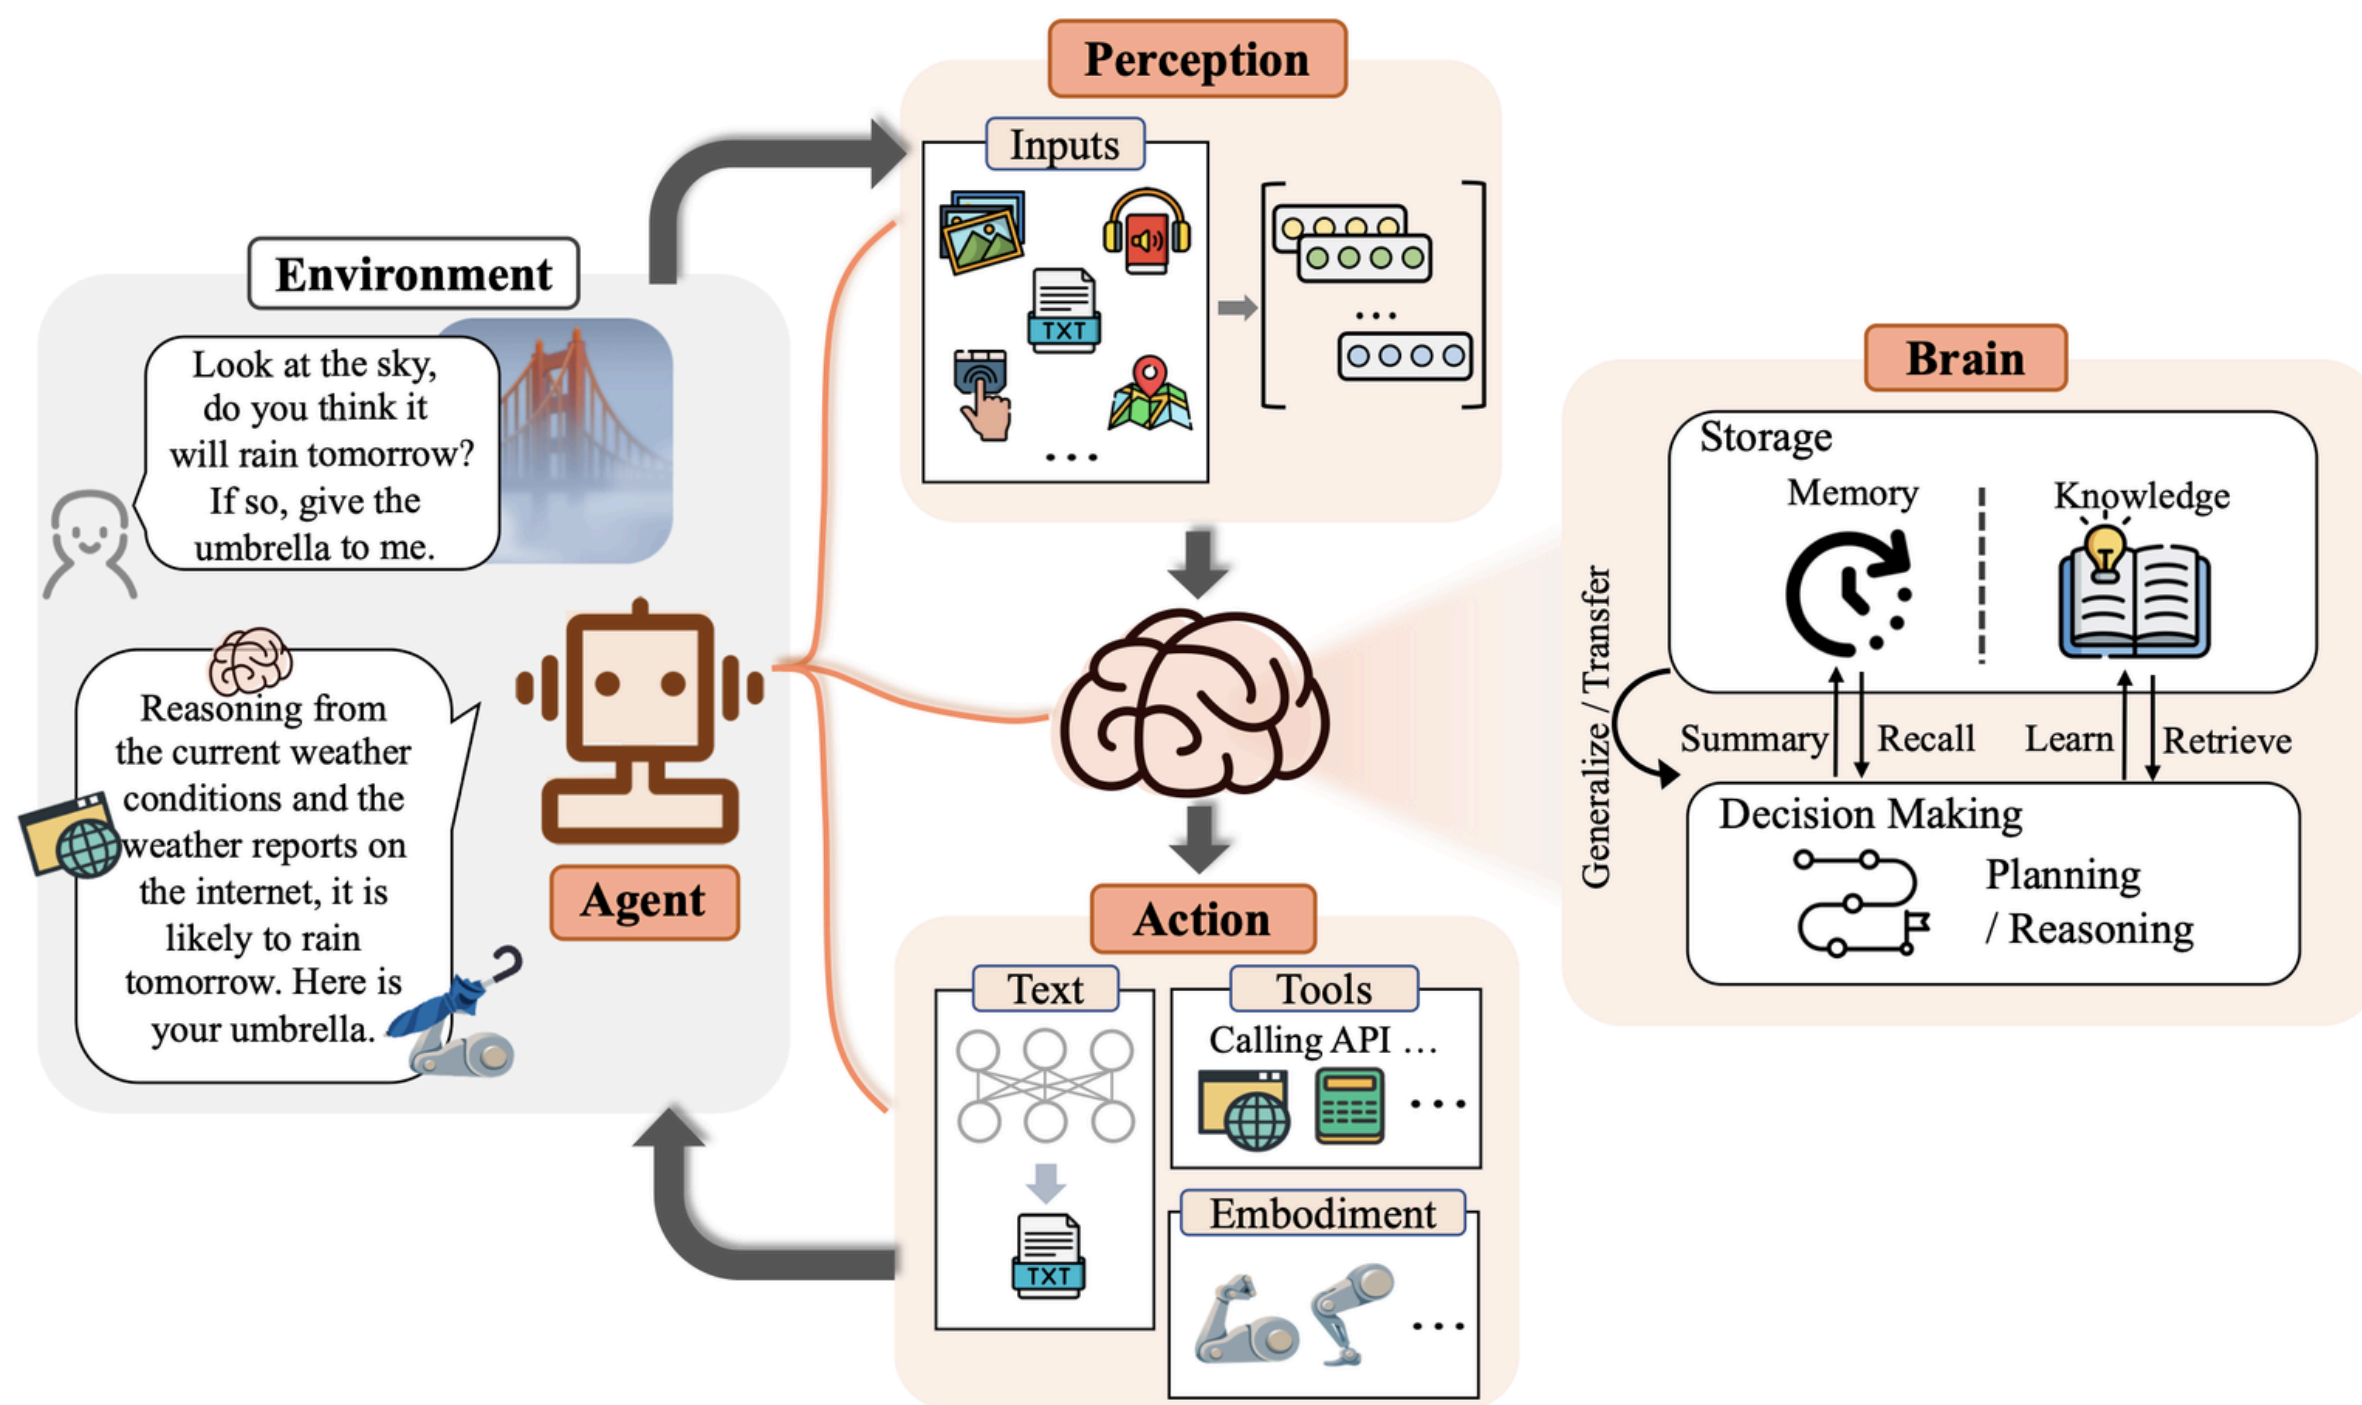 Perception
Inputs
TXT
...
...
Environment
Look at the sky,
do you think it
will rain tomorrow?
If so, give the
umbrella to me.
Reasoning from
the current weather
conditions and the
weather reports on
the internet, it is
likely to rain
tomorrow. Here is
your umbrella.
Agent
Brain
Storage
Memory
Knowledge
Generalize / Transfer
Summary
Recall
Learn
Retrieve
Decision Making
Planning
/ Reasoning
Action
Text
TXT
Tools
Calling API ...
...
Embodiment
...